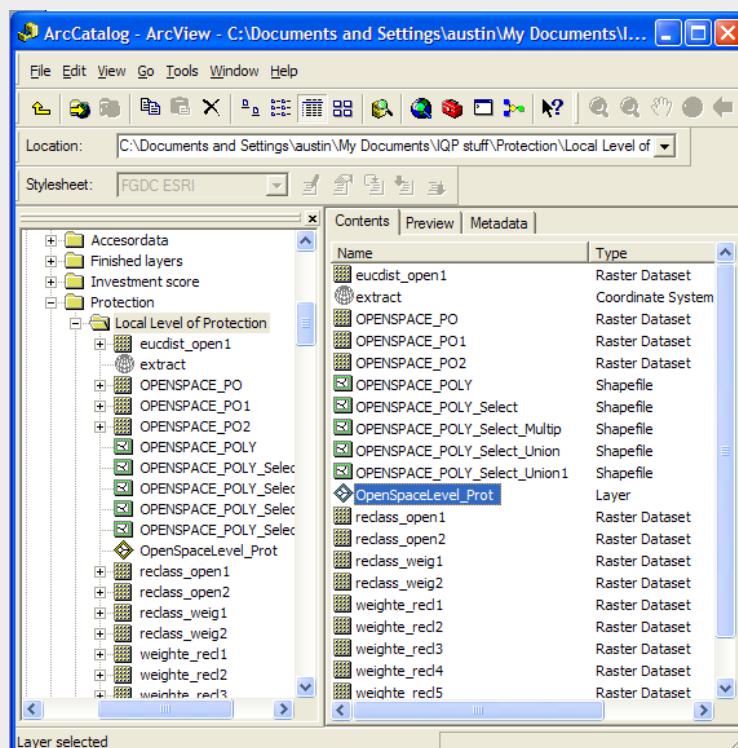 ArcCatalog - ArcView - C:\Documents and Settings\austin\My Documents\I...
File Edit View Go Tools Window Help
Location: C:\Documents and Settings\austin\My Documents\IQP stuff\Protection\Local Level of
Stylesheet: FGDC ESRI
Contents Preview Metadata
Name Type
Accesordata
Finished layers
Investment score
Protection
Local Level of Protection
eucdist_open1
extract
OPENSPACE_PO
OPENSPACE_PO1
OPENSPACE_PO2
OPENSPACE_POLY
OPENSPACE_POLY_Selec
OPENSPACE_POLY_Selec
OPENSPACE_POLY_Selec
OPENSPACE_POLY_Selec
OpenSpaceLevel_Prot
reclass_open1
reclass_open2
reclass_weig1
reclass_weig2
weighte_recl1
weighte_recl2
weighte_recl3
eucdist_open1 Raster Dataset
extract Coordinate System
OPENSPACE_PO Raster Dataset
OPENSPACE_PO1 Raster Dataset
OPENSPACE_PO2 Raster Dataset
OPENSPACE_POLY Shapefile
OPENSPACE_POLY_Select Shapefile
OPENSPACE_POLY_Select_Multip Shapefile
OPENSPACE_POLY_Select_Union Shapefile
OPENSPACE_POLY_Select_Union1 Shapefile
OpenSpaceLevel_Prot Layer
reclass_open1 Raster Dataset
reclass_open2 Raster Dataset
reclass_weig1 Raster Dataset
reclass_weig2 Raster Dataset
weighte_recl1 Raster Dataset
weighte_recl2 Raster Dataset
weighte_recl3 Raster Dataset
weighte_recl4 Raster Dataset
weighte_recl5 Raster Dataset
Layer selected